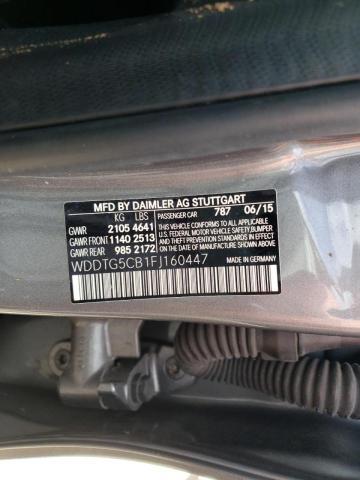 MFD BY DAIMLER AG STUTTGART
KG LBS PASSENGER CAR 787 06/15
GVWR 2105 4641
GAWR FRONT 1140 2513
GAWR REAR 985 2172
THIS VEHICLE CONFORMS TO ALL APPLICABLE
U.S. FEDERAL MOTOR VEHICLE SAFETY, BUMPER,
AND THEFT PREVENTION STANDARDS IN EFFECT ON
THE DATE OF MANUFACTURE SHOWN ABOVE.
WDDTG5CB1FJ160447 MADE IN GERMANY